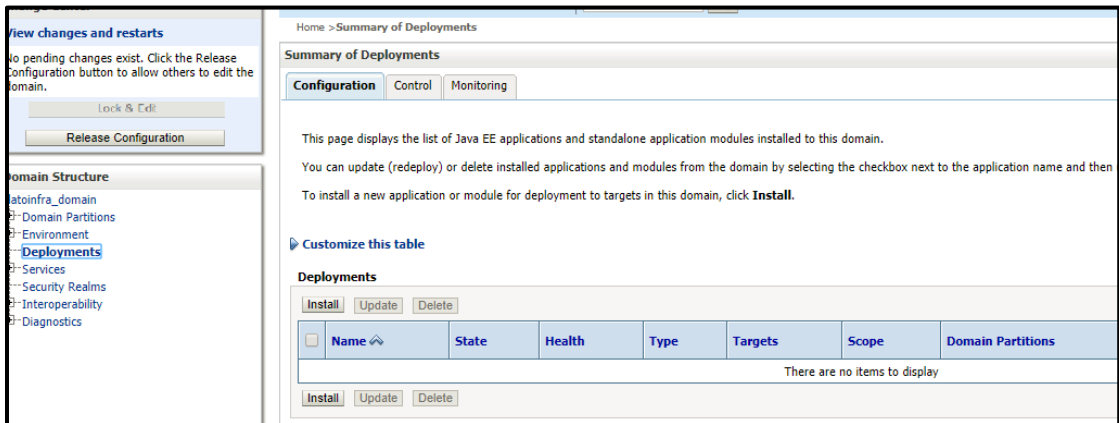 Change Center
View changes and restarts
No pending changes exist. Click the Release
Configuration button to allow others to edit the
domain.
Lock & Edit
Release Configuration
Domain Structure
latoinfra_domain
Domain Partitions
Environment
Deployments
Services
Security Realms
Interoperability
Diagnostics
Home >Summary of Deployments
Summary of Deployments
Configuration Control Monitoring
This page displays the list of Java EE applications and standalone application modules installed to this domain.
You can update (redeploy) or delete installed applications and modules from the domain by selecting the checkbox next to the application name and then
To install a new application or module for deployment to targets in this domain, click Install.
Customize this table
Deployments
Install Update Delete
Name State Health Type Targets Scope Domain Partitions
There are no items to display
Install Update Delete